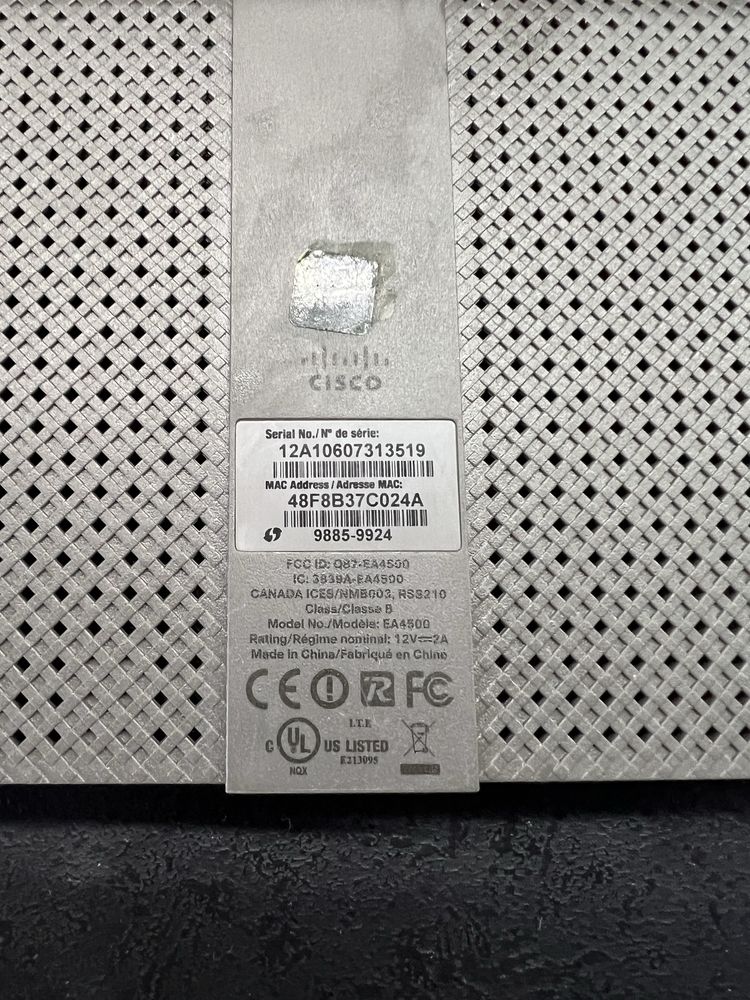 CISCO
Serial No./N° de série:
12A10607313519
MAC Address / Adresse MAC:
48F8B37C024A
9885-9924
FCC ID: Q87-EA4500
IC: 3839A-EA4500
CANADA ICES/NMB003, RSS210
Class/Classe B
Model No./Modèle: EA4500
Rating/Régime nominal: 12V⎓2A
Made in China/Fabriqué en Chine
CE FC
I.T.E
C UL US LISTED
NQX E213095